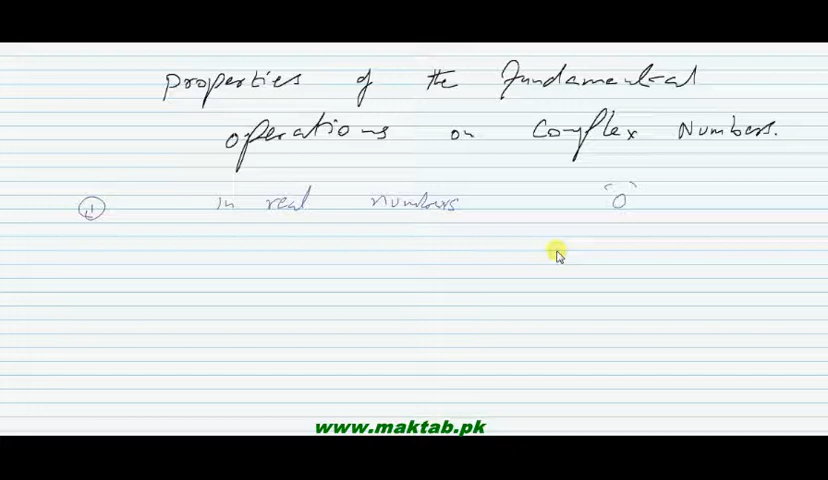 Properties of the Fundamental
operations on Complex Numbers.
① in real numbers "0"
www.maktab.pk